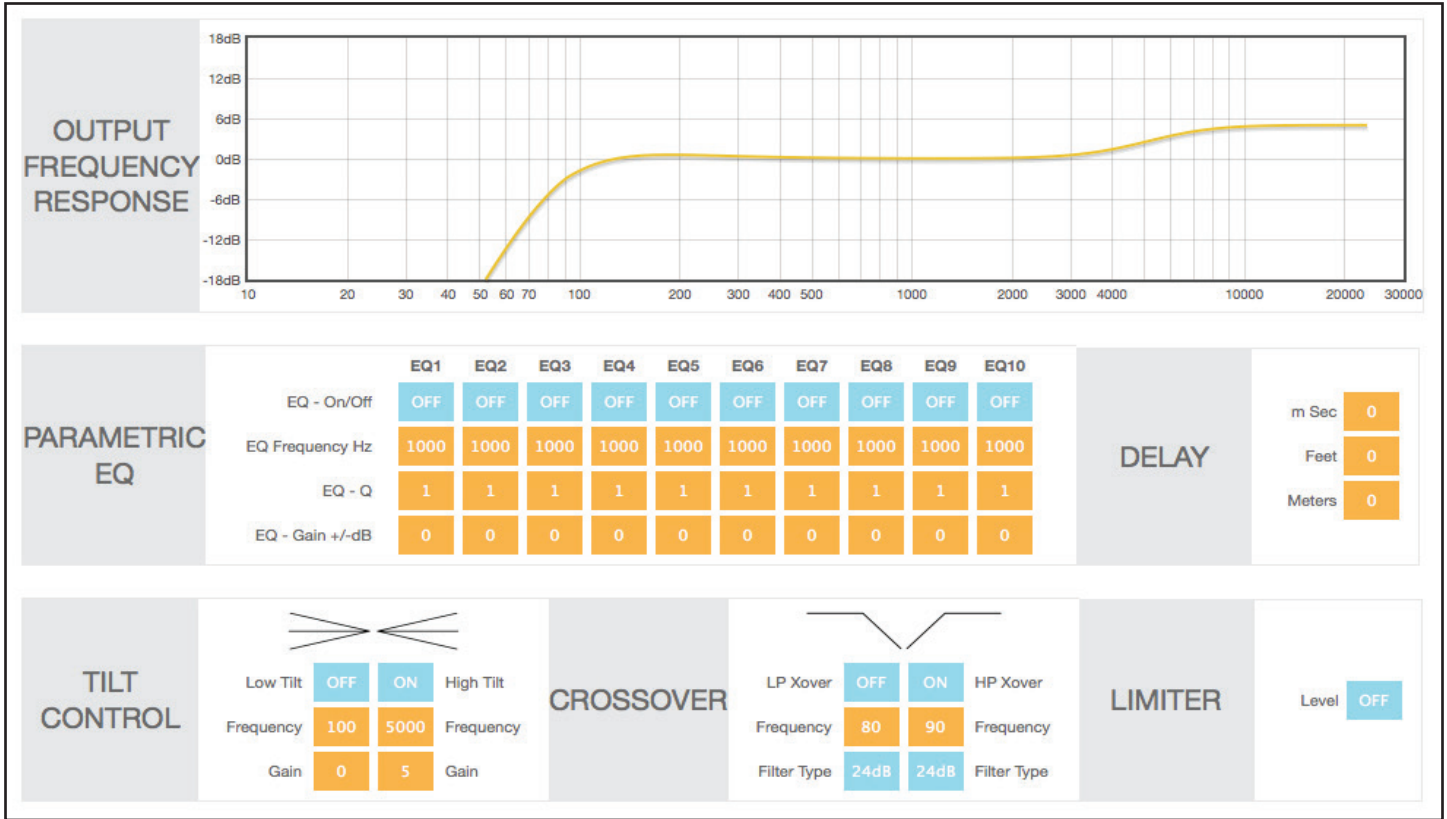 OUTPUT
FREQUENCY
RESPONSE
18dB
12dB
6dB
0dB
-6dB
-12dB
-18dB
10 20 30 40 50 60 70 100 200 300 400 500 1000 2000 3000 4000 10000 20000 30000
PARAMETRIC
EQ
EQ1 EQ2 EQ3 EQ4 EQ5 EQ6 EQ7 EQ8 EQ9 EQ10
EQ - On/Off OFF OFF OFF OFF OFF OFF OFF OFF OFF OFF
EQ Frequency Hz 1000 1000 1000 1000 1000 1000 1000 1000 1000 1000
EQ - Q 1 1 1 1 1 1 1 1 1 1
EQ - Gain +/-dB 0 0 0 0 0 0 0 0 0 0
DELAY
m Sec 0
Feet 0
Meters 0
TILT
CONTROL
Low Tilt OFF ON High Tilt
Frequency 100 5000 Frequency
Gain 0 5 Gain
CROSSOVER
LP Xover OFF ON HP Xover
Frequency 80 90 Frequency
Filter Type 24dB 24dB Filter Type
LIMITER
Level OFF